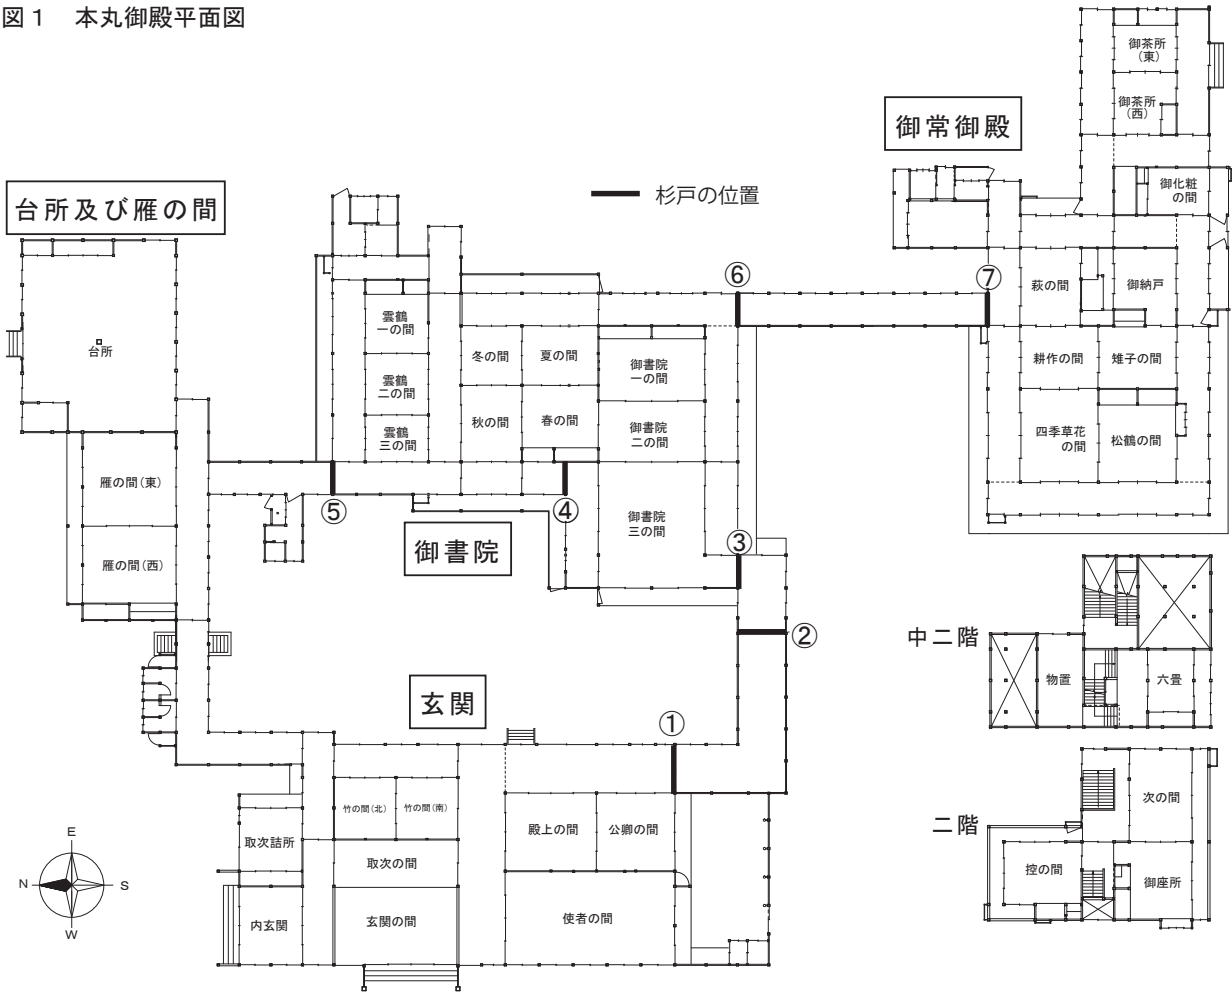 図1 本丸御殿平面図
御茶所
(東)
御茶所
(西)
御常御殿
杉戸の位置
御化粧
の間
台所及び雁の間
⑥
⑦
萩の間
御納戸
雲鶴
一の間
台所
冬の間
夏の間
御書院
一の間
耕作の間
雉子の間
雲鶴
二の間
雲鶴
三の間
秋の間
春の間
御書院
二の間
四季草花
の間
松鶴の間
雁の間(東)
⑤
④
御書院
三の間
御書院
③
雁の間(西)
②
中二階
物置
六畳
玄関
①
竹の間(北)
竹の間(南)
殿上の間
公卿の間
二階
次の間
取次詰所
取次の間
控の間
御座所
E
N
S
W
内玄関
玄関の間
使者の間